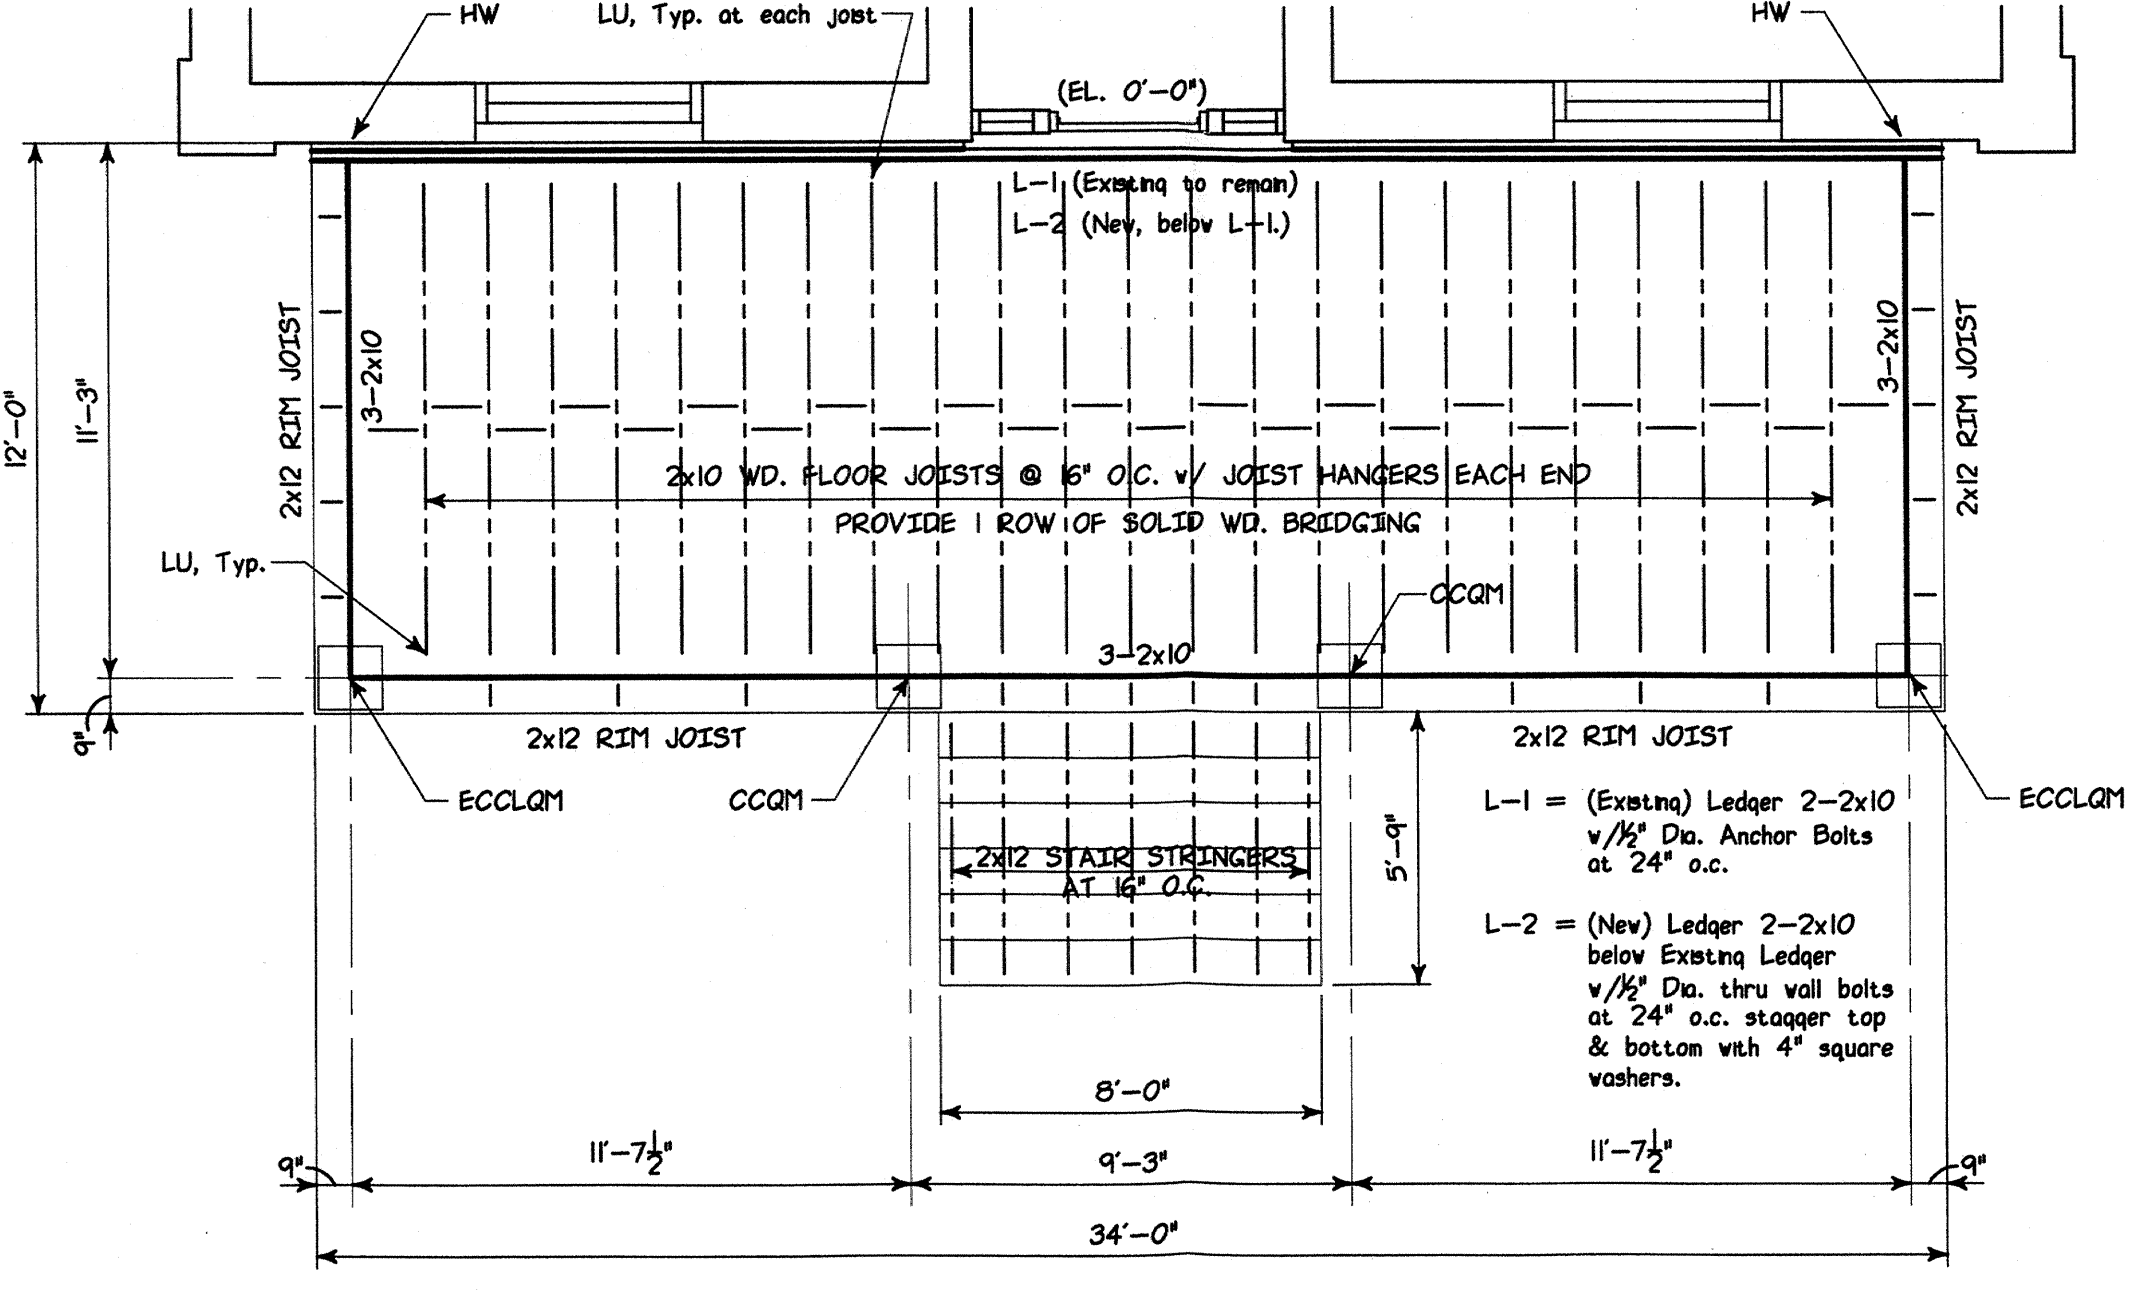 HW
LU, Typ. at each joist
HW
(EL. 0'-0")
L-1 (Existing to remain)
L-2 (New, below L-1.)
2x12 RIM JOIST
3-2x10
3-2x10
2x12 RIM JOIST
12'-0"
11'-3"
2x10 WD. FLOOR JOISTS @ 16" O.C. w/ JOIST HANGERS EACH END
PROVIDE 1 ROW OF SOLID WD. BRIDGING
LU, Typ.
CCQM
3-2x10
9"
2x12 RIM JOIST
2x12 RIM JOIST
ECCLQM
CCQM
ECCLQM
2x12 STAIR STRINGERS
AT 16" O.C.
5'-9"
L-1 = (Existing) Ledger 2-2x10
w/½" Dia. Anchor Bolts
at 24" o.c.
L-2 = (New) Ledger 2-2x10
below Existing Ledger
w/½" Dia. thru wall bolts
at 24" o.c. stagger top
& bottom with 4" square
washers.
8'-0"
9"
11'-7½"
9'-3"
11'-7½"
9"
34'-0"